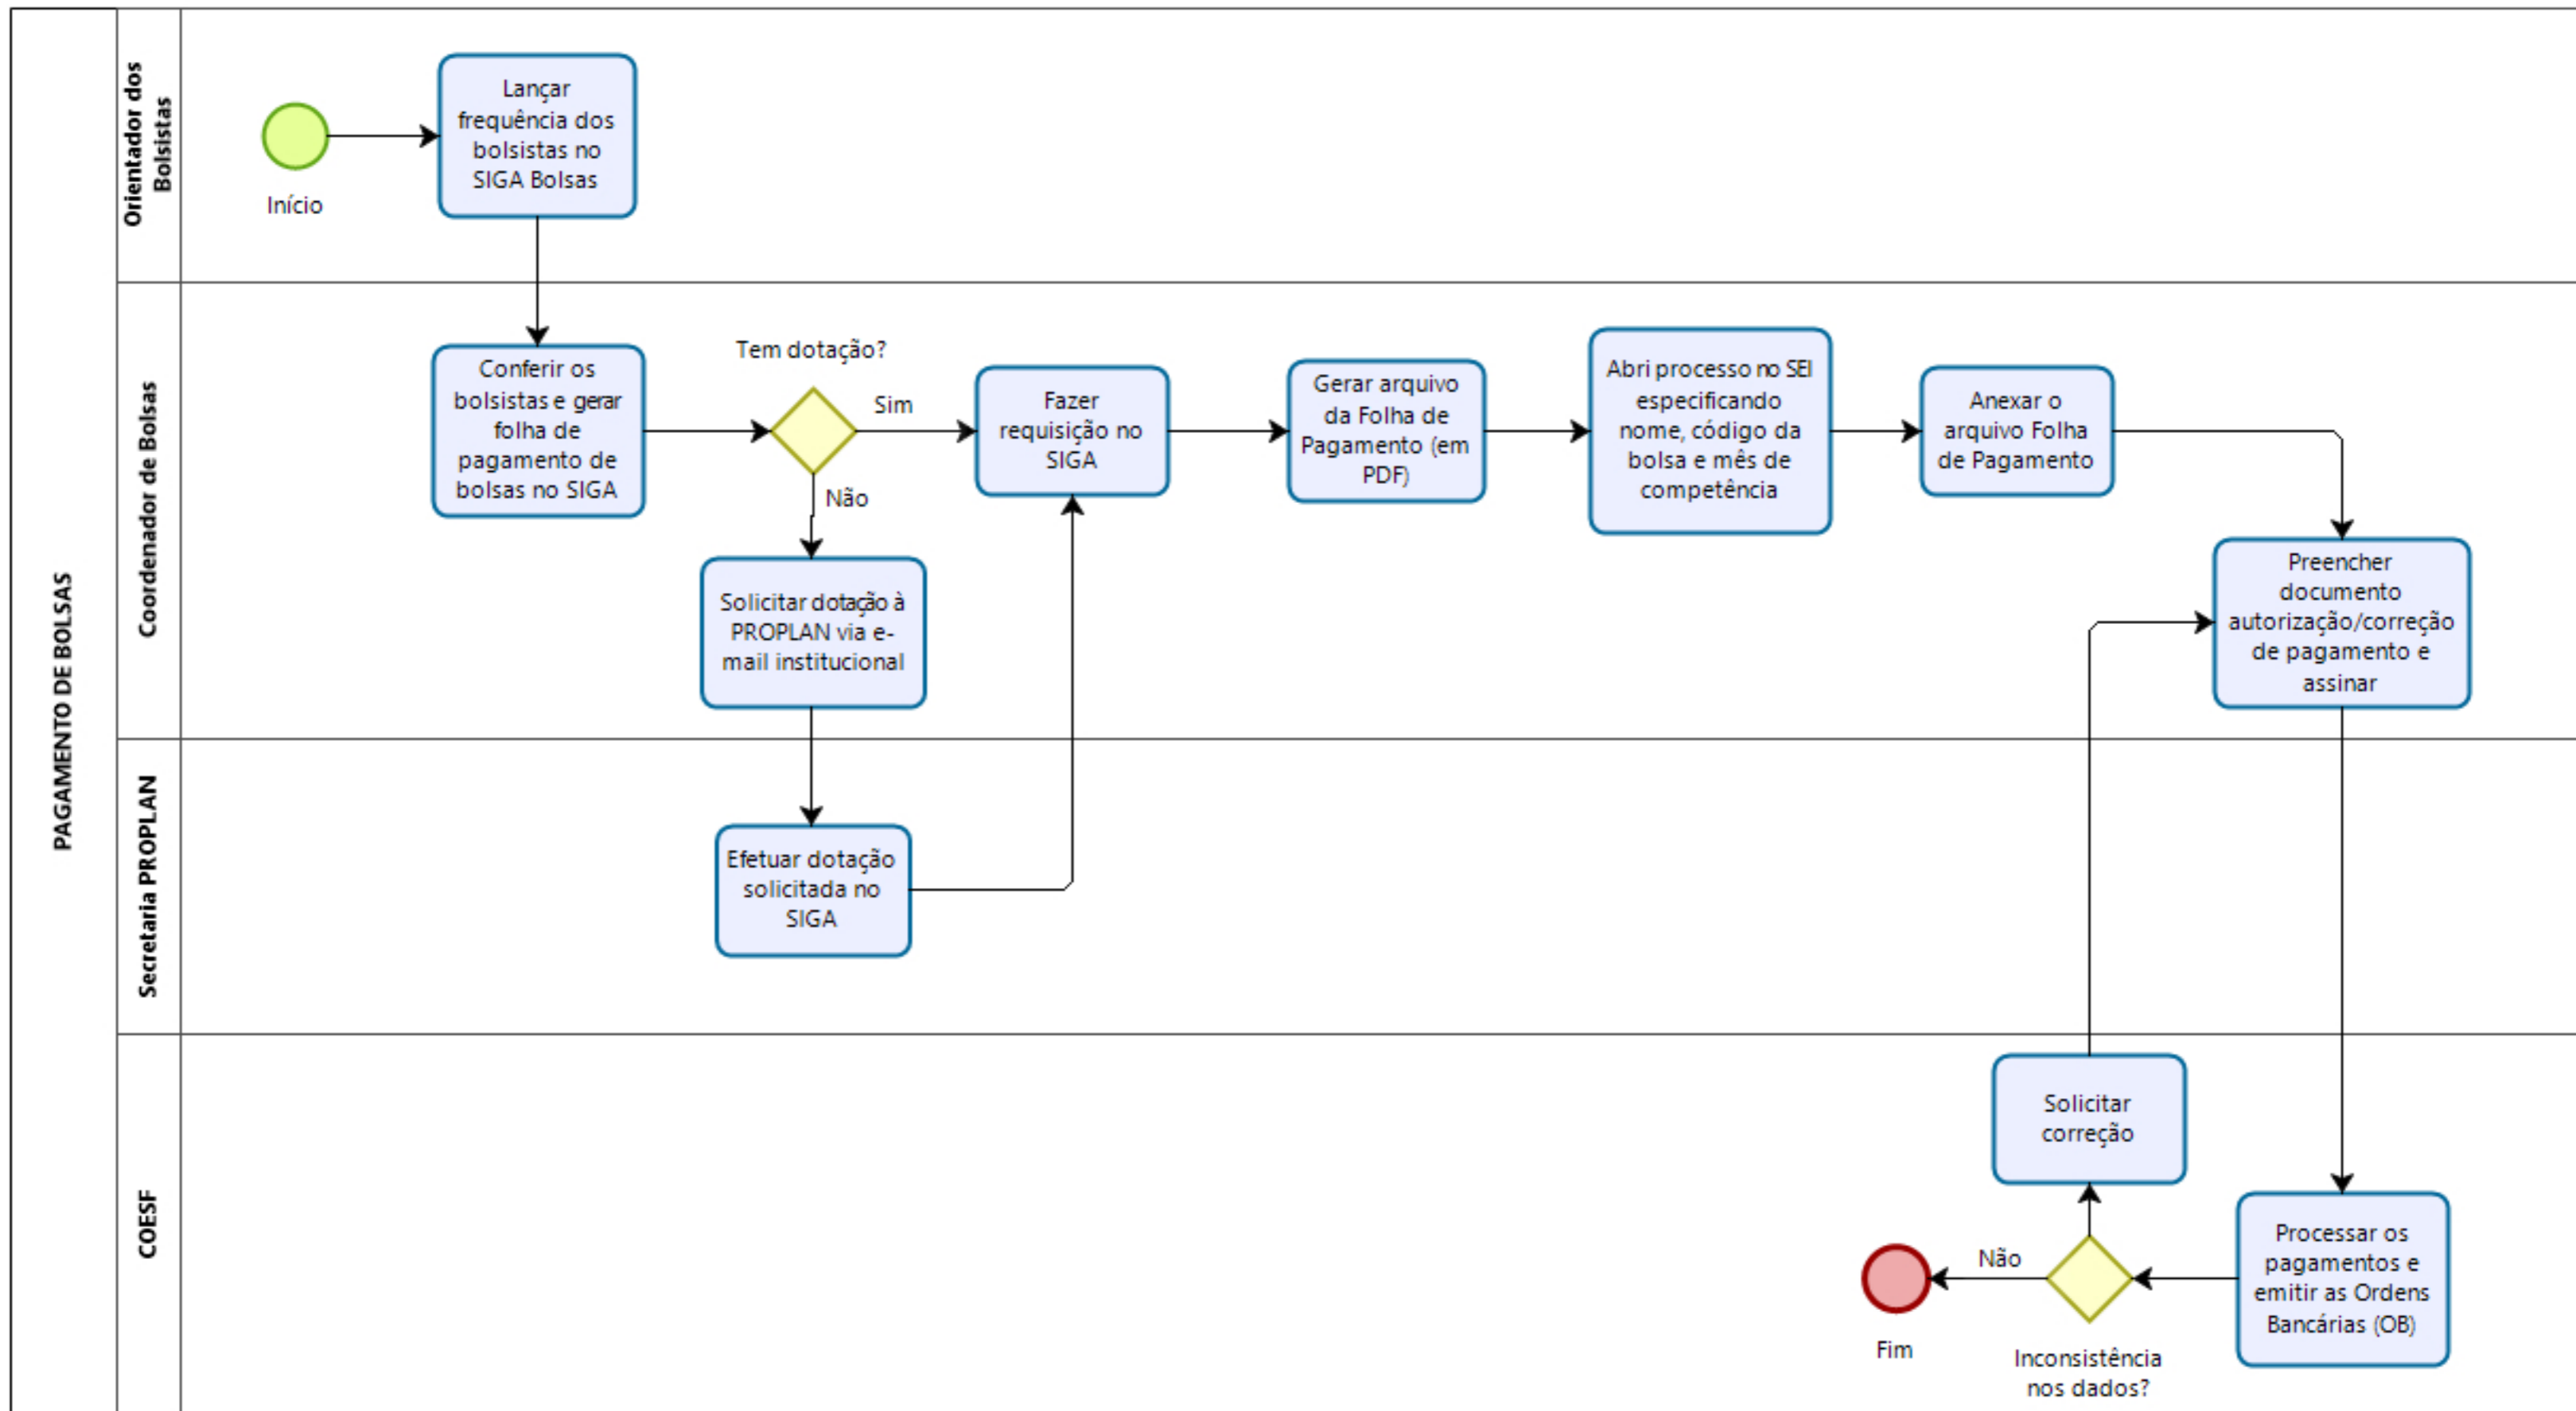 PAGAMENTO DE BOLSAS
Orientador dos
Bolsistas
Início
Lançar
frequência dos
bolsistas no
SIGA Bolsas
Coordenador de Bolsas
Conferir os
bolsistas e gerar
folha de
pagamento de
bolsas no SIGA
Tem dotação?
Sim
Não
Fazer
requisição no
SIGA
Gerar arquivo
da Folha de
Pagamento (em
PDF)
Abri processo no SEI
especificando
nome, código da
bolsa e mês de
competência
Anexar o
arquivo Folha
de Pagamento
Preencher
documento
autorização/correção
de pagamento e
assinar
Solicitar dotação à
PROPLAN via e-
mail institucional
Secretaria PROPLAN
Efetuar dotação
solicitada no
SIGA
COESF
Solicitar
correção
Processar os
pagamentos e
emitir as Ordens
Bancárias (OB)
Não
Fim
Inconsistência
nos dados?